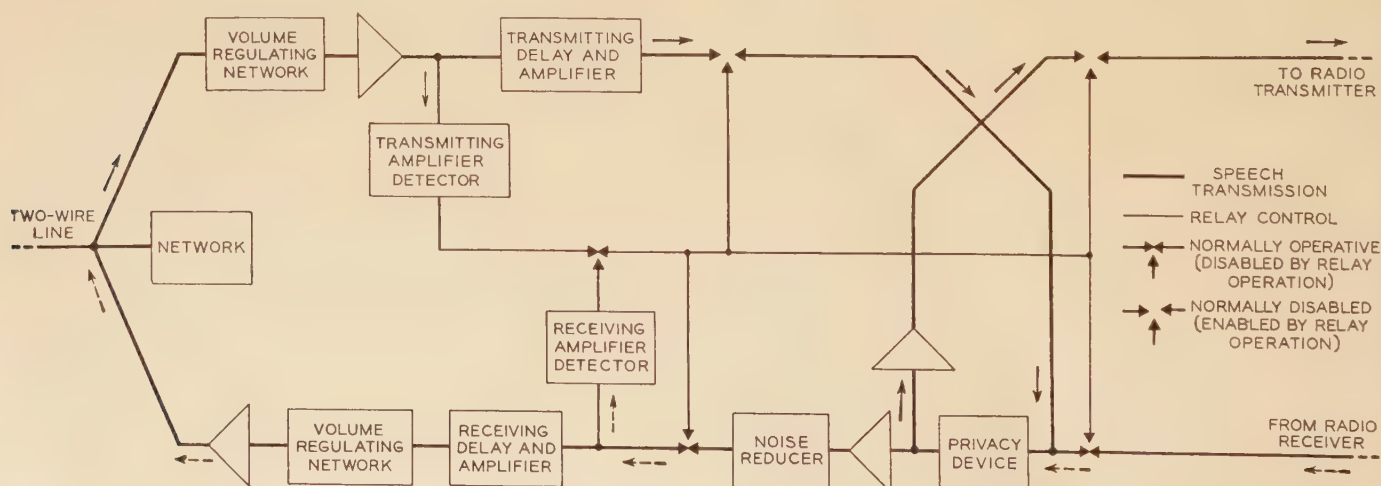 VOLUME
REGULATING
NETWORK
TRANSMITTING
DELAY AND
AMPLIFIER
TO RADIO
TRANSMITTER
TRANSMITTING
AMPLIFIER
DETECTOR
TWO-WIRE
LINE
NETWORK
SPEECH
TRANSMISSION
RELAY CONTROL
NORMALLY OPERATIVE
(DISABLED BY RELAY
OPERATION)
NORMALLY DISABLED
(ENABLED BY RELAY
OPERATION)
RECEIVING
AMPLIFIER
DETECTOR
VOLUME
REGULATING
NETWORK
RECEIVING
DELAY AND
AMPLIFIER
NOISE
REDUCER
PRIVACY
DEVICE
FROM RADIO
RECEIVER